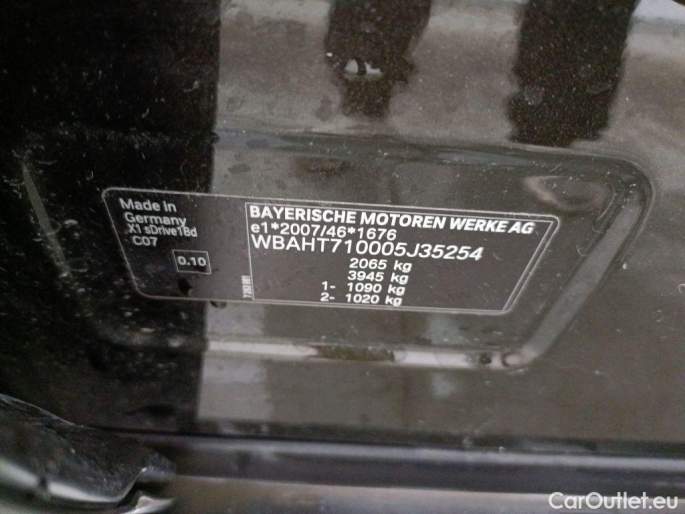 Made in
Germany
X1 sDrive18d
C07
0.10
BAYERISCHE MOTOREN WERKE AG
e1*2007/46*1676
WBAHT710005J35254
2065 kg
3945 kg
1- 1090 kg
2- 1020 kg
CarOutlet.eu